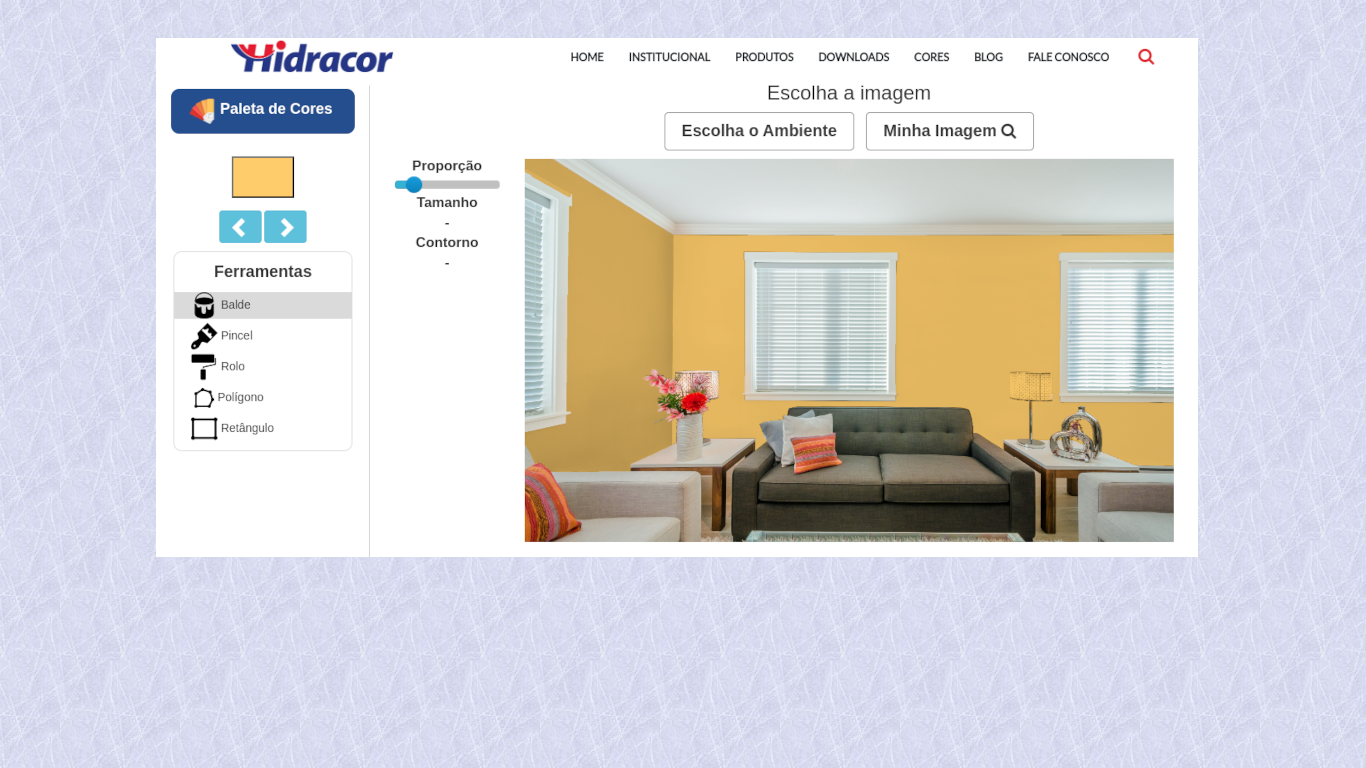 Hidracor
HOME INSTITUCIONAL PRODUTOS DOWNLOADS CORES BLOG FALE CONOSCO
Paleta de Cores
Escolha a imagem
Escolha o Ambiente
Minha Imagem
Proporção
Tamanho
-
Contorno
-
Ferramentas
Balde
Pincel
Rolo
Polígono
Retângulo